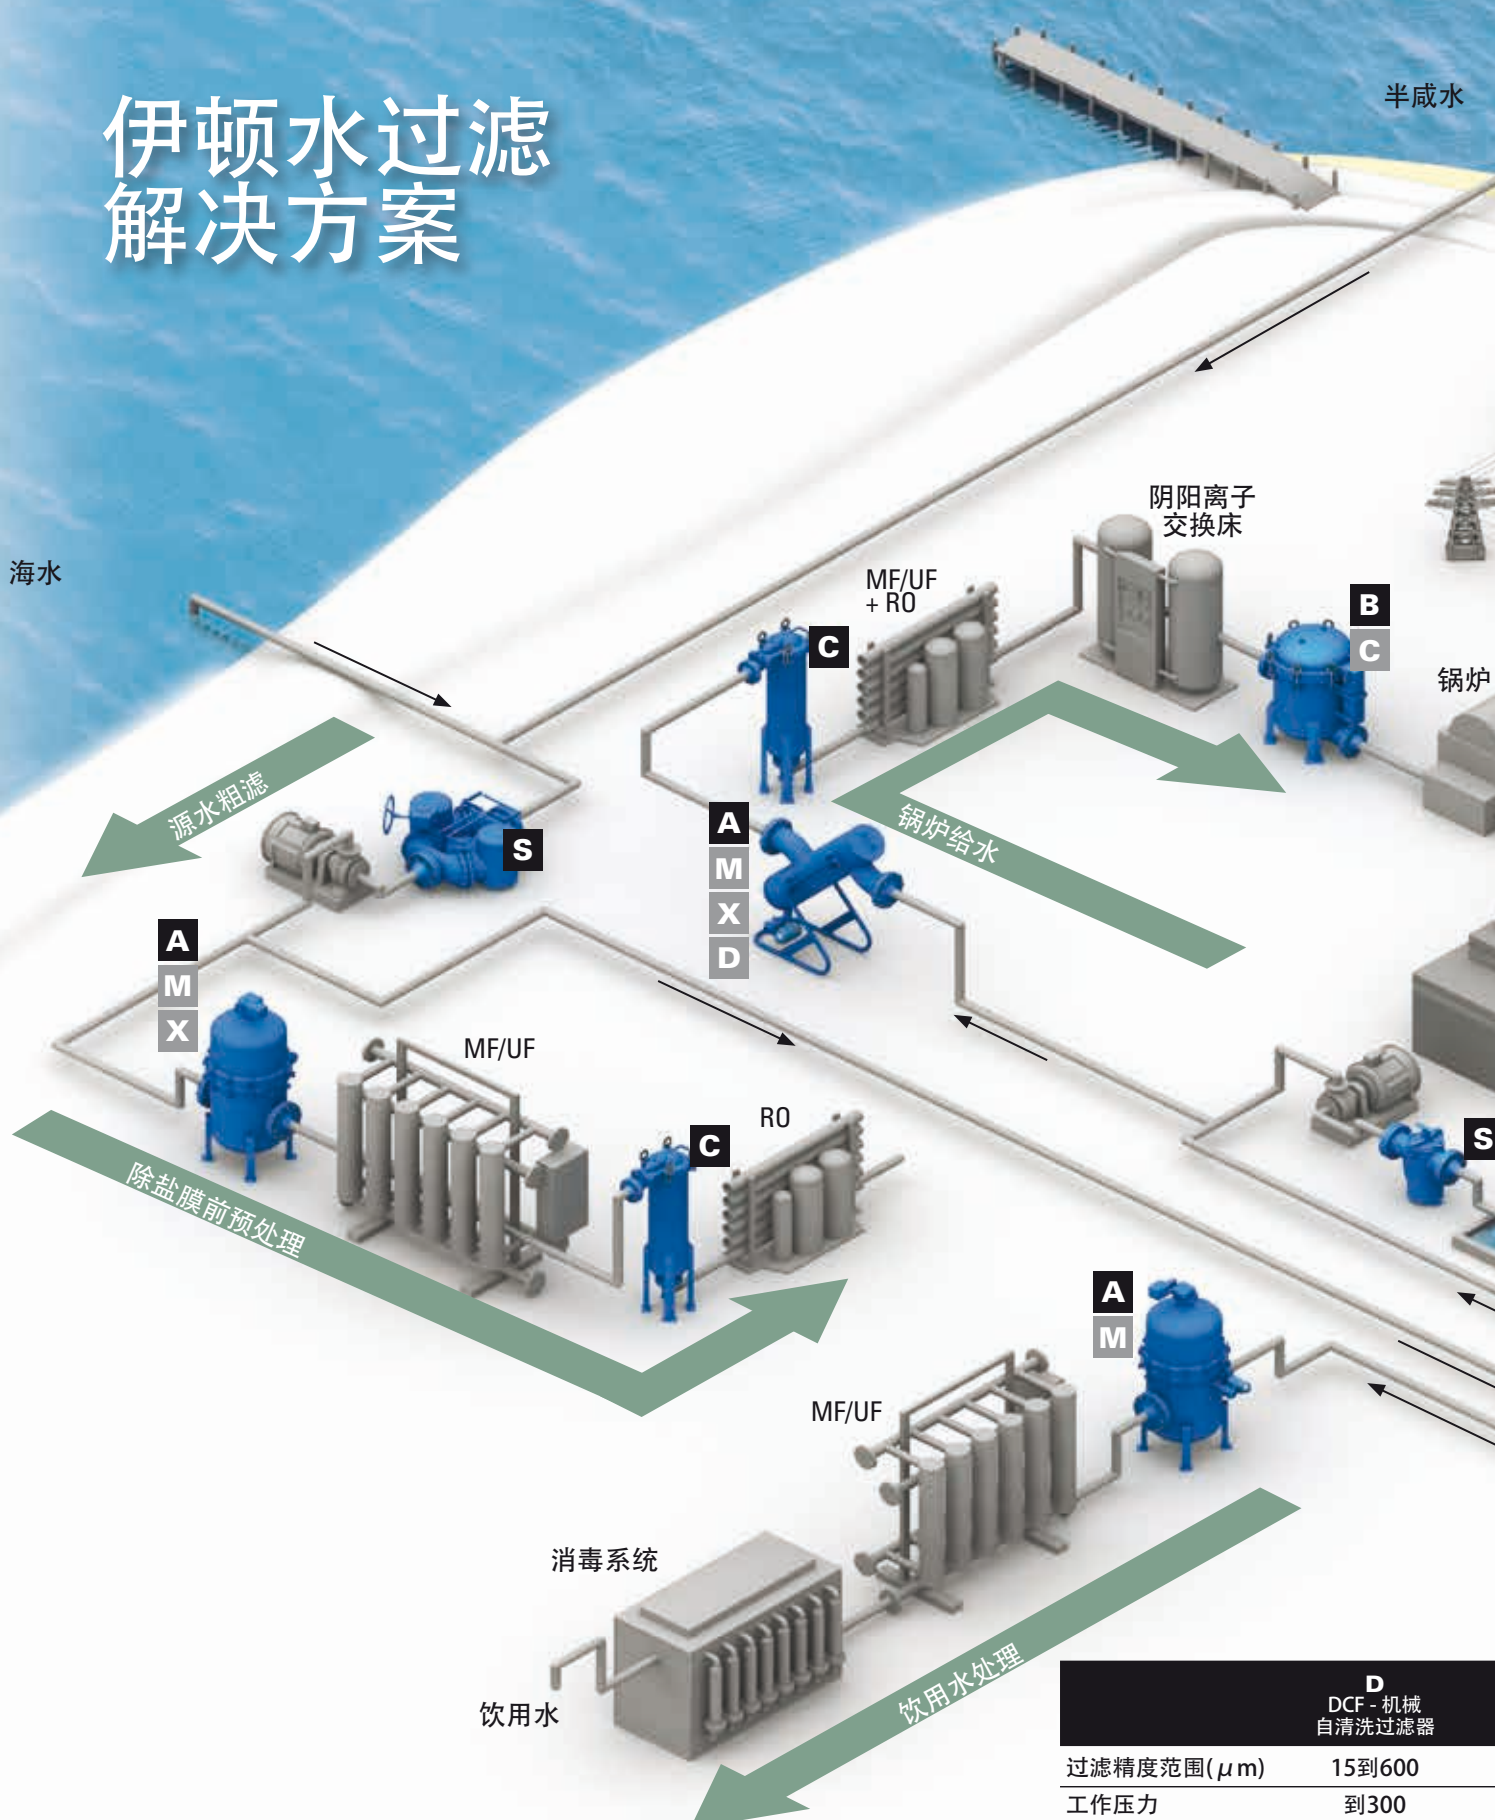 伊顿水过滤
解决方案
半咸水
海水
阴阳离子
交换床
MF/UF
+ RO
B
C
C
锅炉
源水粗滤
S
A
M
X
D
锅炉给水
A
M
X
MF/UF
RO
C
S
除盐膜前预处理
A
M
MF/UF
消毒系统
饮用水
饮用水处理
D
DCF - 机械
自清洗过滤器
过滤精度范围(μm) 15到600
工作压力 到300